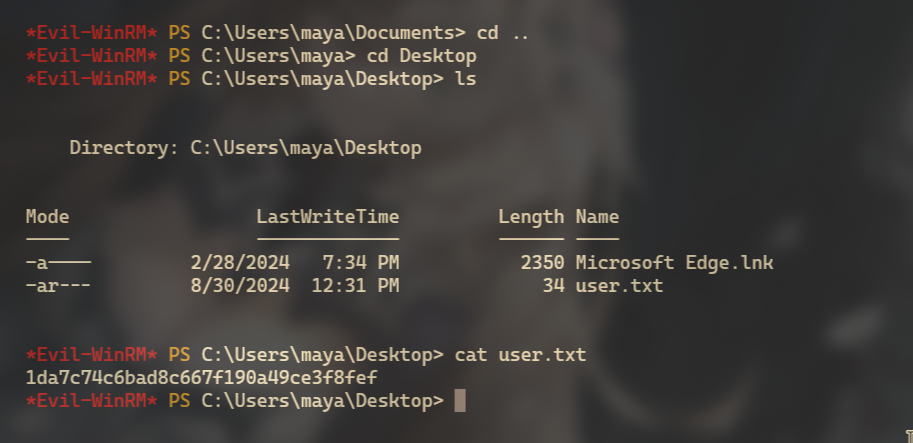 *Evil-WinRM* PS C:\Users\maya\Documents> cd ..
*Evil-WinRM* PS C:\Users\maya> cd Desktop
*Evil-WinRM* PS C:\Users\maya\Desktop> ls
Directory: C:\Users\maya\Desktop
Mode LastWriteTime Length Name
---- ------------- ------ ----
-a---- 2/28/2024 7:34 PM 2350 Microsoft Edge.lnk
-ar--- 8/30/2024 12:31 PM 34 user.txt
*Evil-WinRM* PS C:\Users\maya\Desktop> cat user.txt
1da7c74c6bad8c667f190a49ce3f8fef
*Evil-WinRM* PS C:\Users\maya\Desktop>